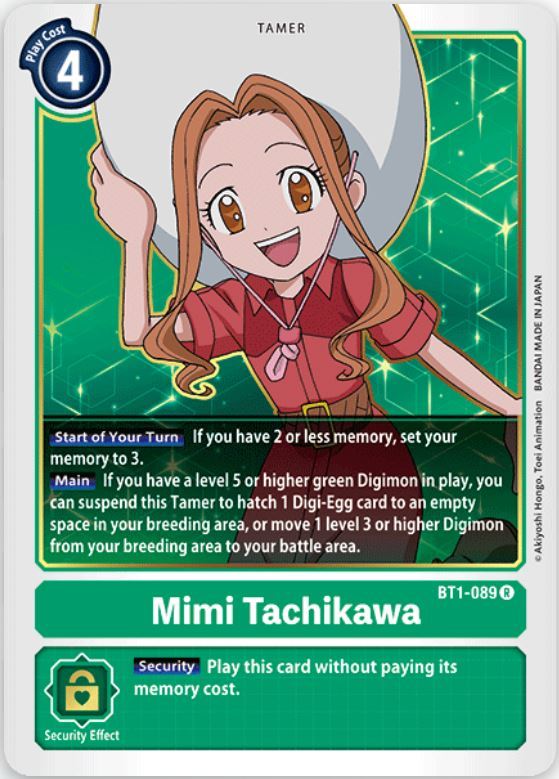 TAMER
Play Cost
4
Start of Your Turn If you have 2 or less memory, set your
memory to 3.
Main If you have a level 5 or higher green Digimon in play, you
can suspend this Tamer to hatch 1 Digi-Egg card to an empty
space in your breeding area, or move 1 level 3 or higher Digimon
from your breeding area to your battle area.
© Akiyoshi Hongo, Toei Animation BANDAI MADE IN JAPAN
BT1-089 R
Mimi Tachikawa
Security Play this card without paying its
memory cost.
Security Effect